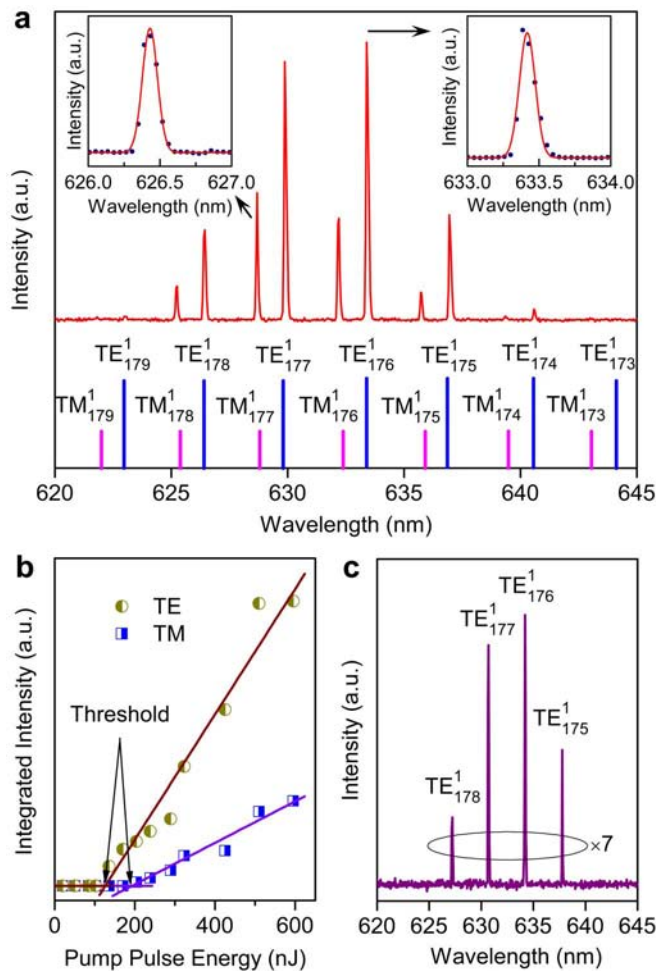 a
Intensity (a.u.)
Intensity (a.u.)
626.0 626.5 627.0
Wavelength (nm)
Intensity (a.u.)
633.0 633.5 634.0
Wavelength (nm)
TE¹₁₇₉ TE¹₁₇₈ TE¹₁₇₇ TE¹₁₇₆ TE¹₁₇₅ TE¹₁₇₄ TE¹₁₇₃
TM¹₁₇₉ TM¹₁₇₈ TM¹₁₇₇ TM¹₁₇₆ TM¹₁₇₅ TM¹₁₇₄ TM¹₁₇₃
620 625 630 635 640 645
Wavelength (nm)
b
Integrated Intensity (a.u.)
TE
TM
Threshold
0 200 400 600
Pump Pulse Energy (nJ)
c
Intensity (a.u.)
TE¹₁₇₆
TE¹₁₇₇
TE¹₁₇₅
TE¹₁₇₈
×7
620 625 630 635 640 645
Wavelength (nm)